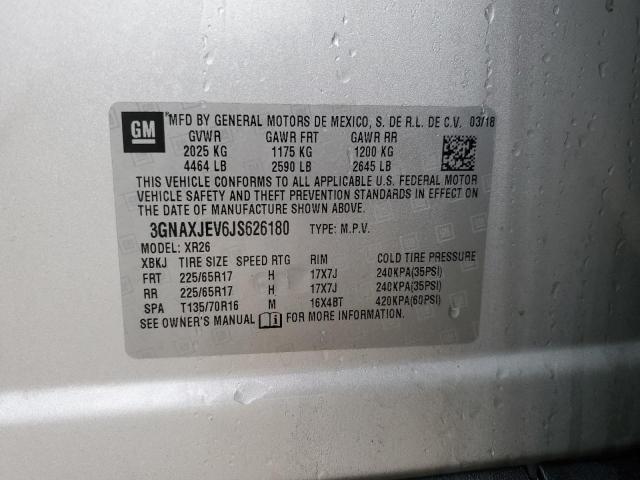 GM *MFD BY GENERAL MOTORS DE MEXICO, S. DE R.L. DE C.V. 03/18
GVWR GAWR FRT GAWR RR
2025 KG 1175 KG 1200 KG
4464 LB 2590 LB 2645 LB
THIS VEHICLE CONFORMS TO ALL APPLICABLE U.S. FEDERAL MOTOR
VEHICLE SAFETY AND THEFT PREVENTION STANDARDS IN EFFECT ON
THE DATE OF MANUFACTURE SHOWN ABOVE.
3GNAXJEV6JS626180 TYPE: M.P.V.
MODEL: XR26
XBKJ TIRE SIZE SPEED RTG RIM COLD TIRE PRESSURE
FRT 225/65R17 H 17X7J 240KPA(35PSI)
RR 225/65R17 H 17X7J 240KPA(35PSI)
SPA T135/70R16 M 16X4BT 420KPA(60PSI)
SEE OWNER'S MANUAL FOR MORE INFORMATION.